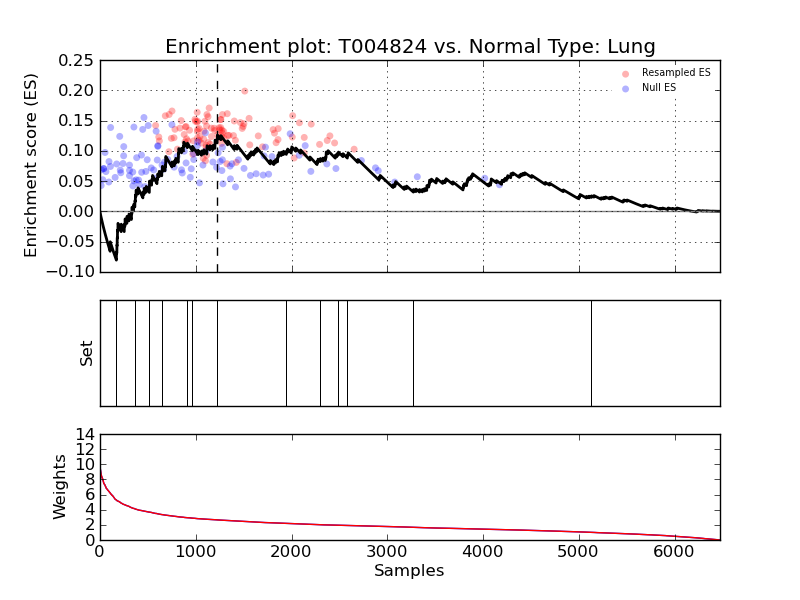 Enrichment plot: T004824 vs. Normal Type: Lung
Enrichment score (ES)
0.25
0.20
0.15
0.10
0.05
0.00
−0.05
−0.10
Resampled ES
Null ES
Set
Weights
14
12
10
8
6
4
2
0
0 1000 2000 3000 4000 5000 6000
Samples